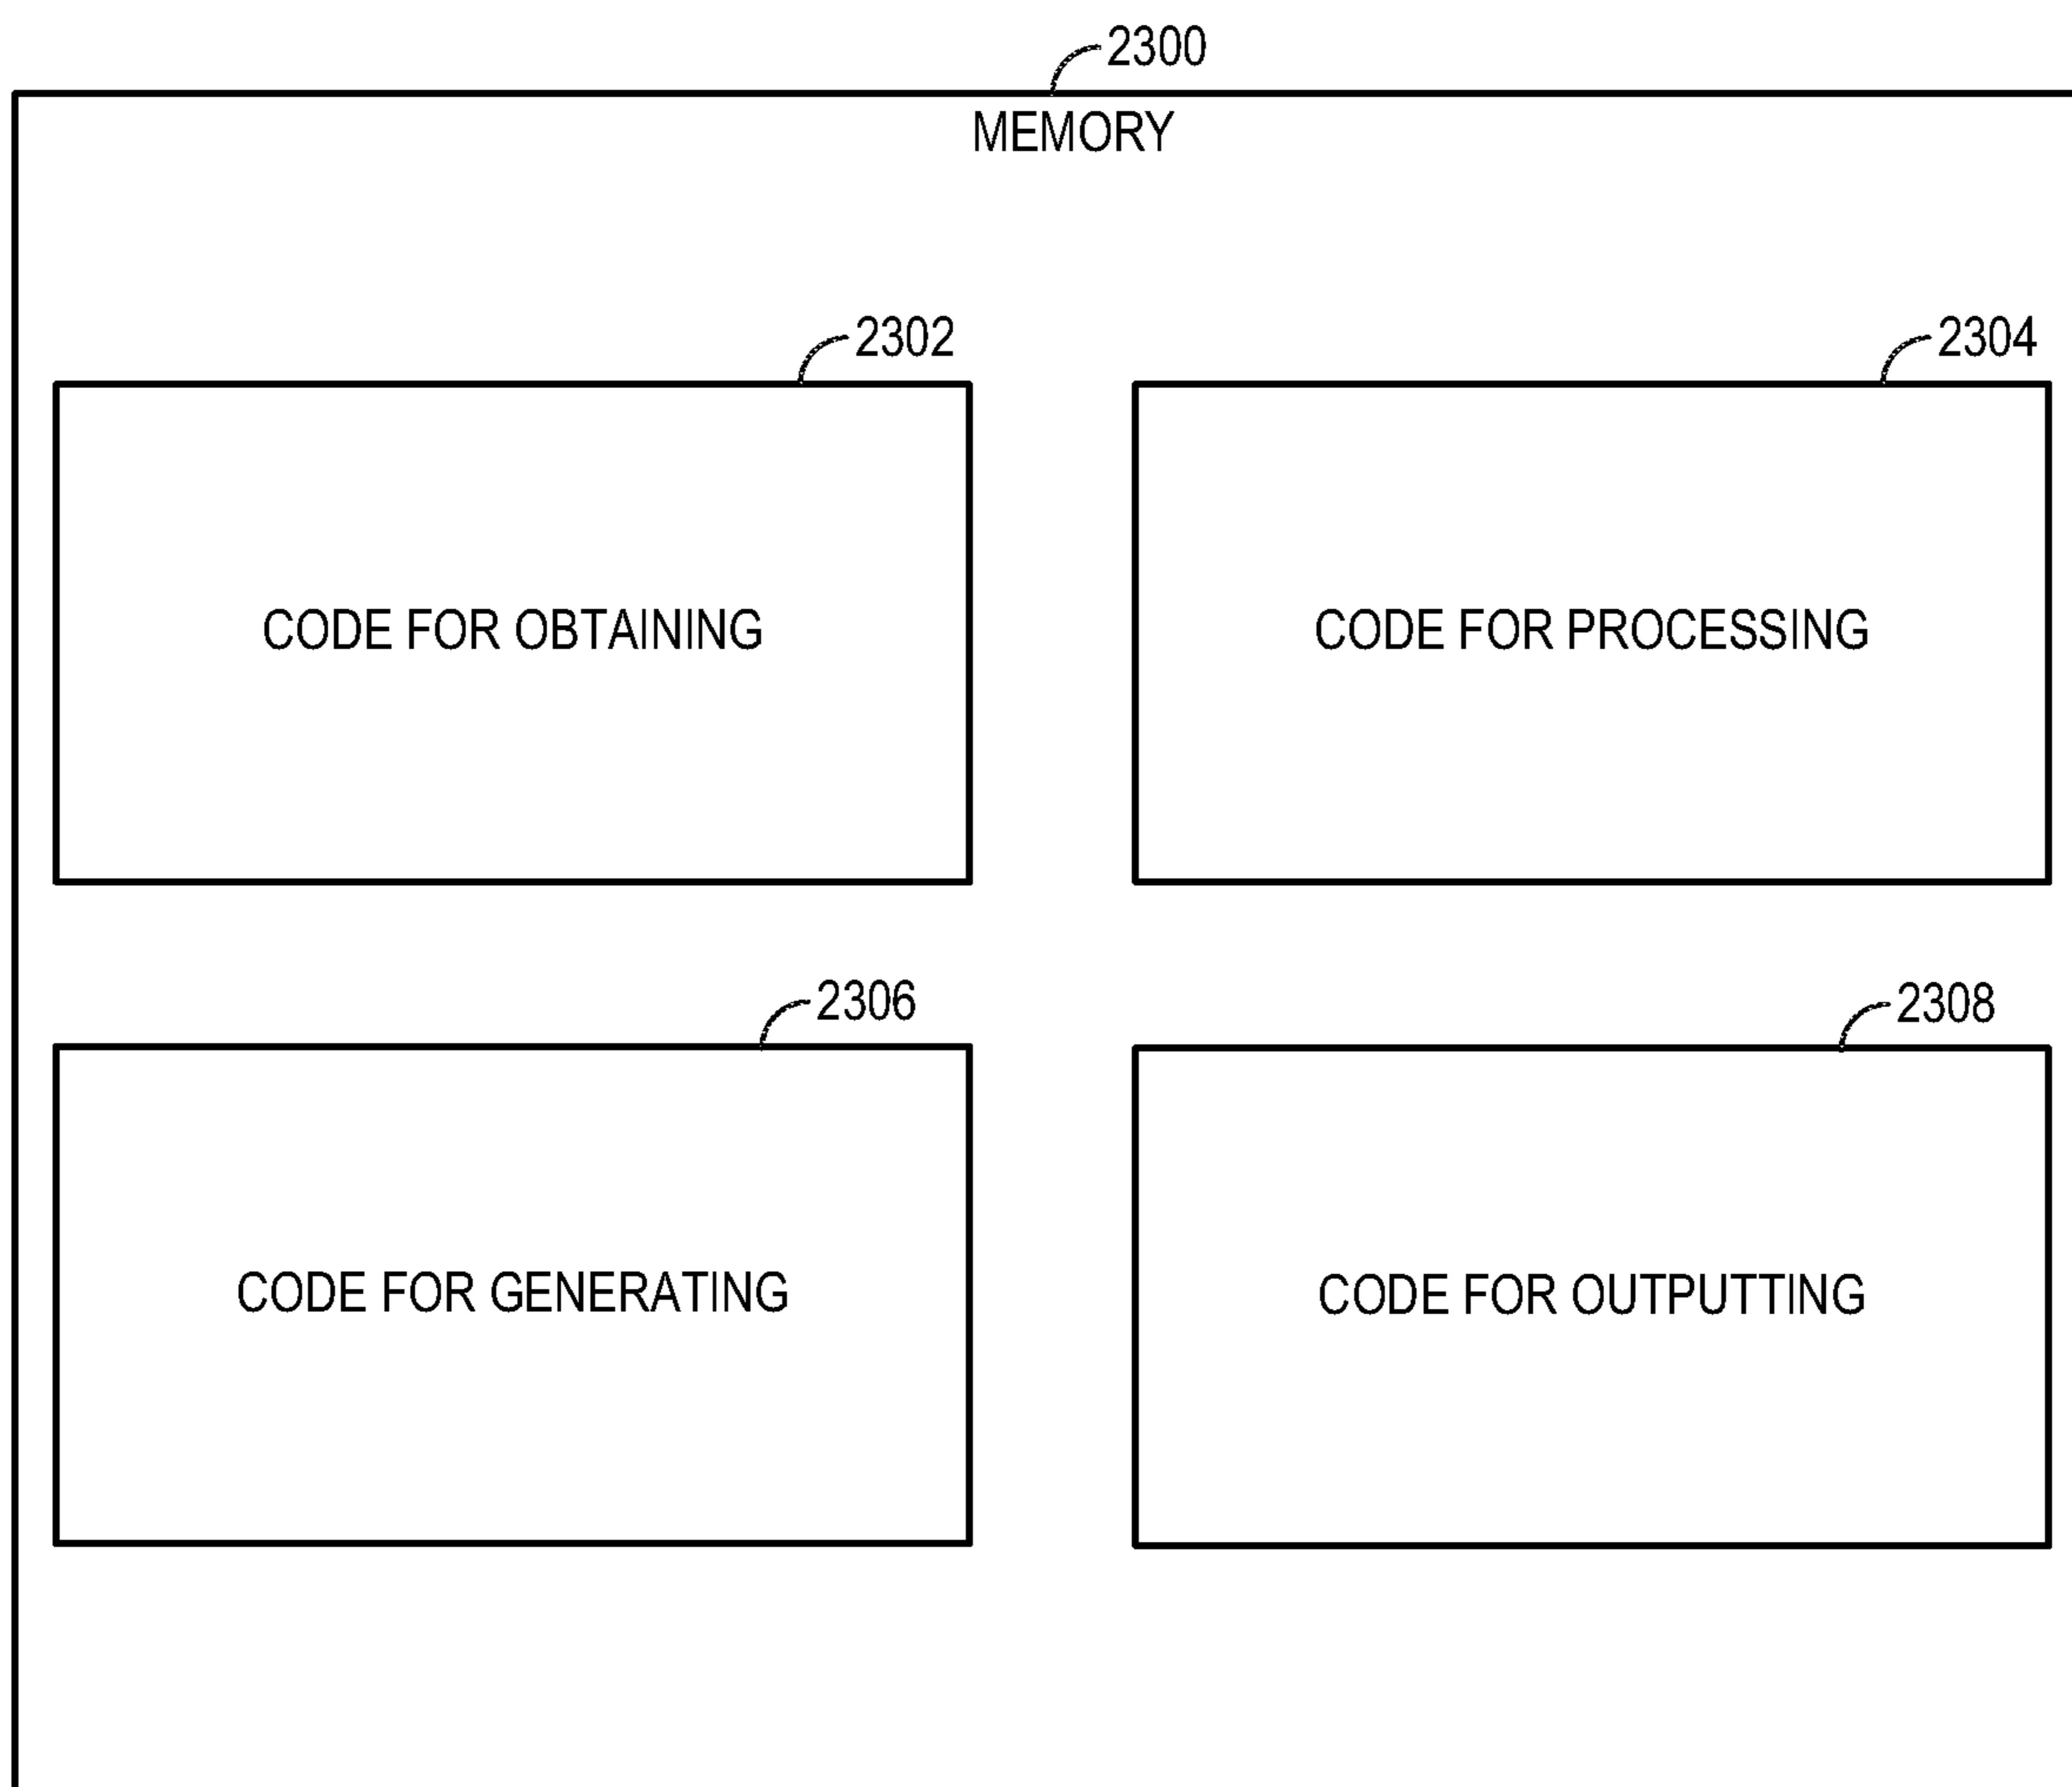 2300
MEMORY
2302
2304
CODE FOR OBTAINING
CODE FOR PROCESSING
2306
2308
CODE FOR GENERATING
CODE FOR OUTPUTTING